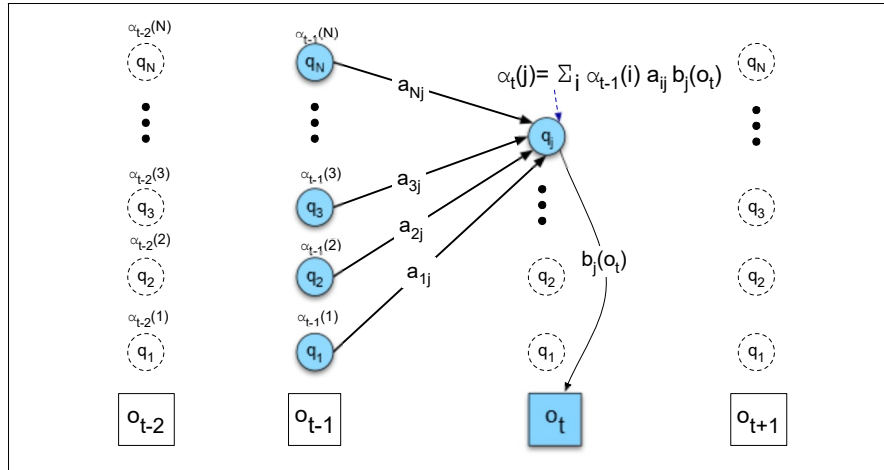 αt-2(N)
αt-1(N)
qN
qN
qN
aNj
αt(j)= Σi αt-1(i) aij bj(ot)
qj
αt-2(3)
αt-1(3)
q3
q3
q3
a3j
αt-2(2)
αt-1(2)
a2j
q2
q2
q2
q2
a1j
bj(ot)
αt-2(1)
αt-1(1)
q1
q1
q1
q1
ot-2
ot-1
ot
ot+1